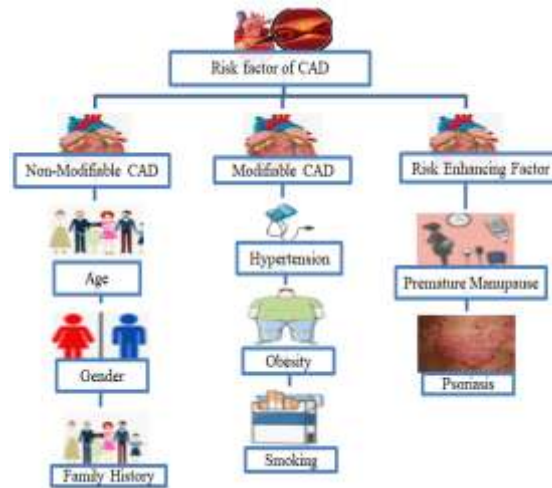 Risk factor of CAD
Non-Modifiable CAD
Modifiable CAD
Risk Enhancing Factor
Age
Hypertension
Premature Manupause
Gender
Obesity
Psoriasis
Family History
Smoking